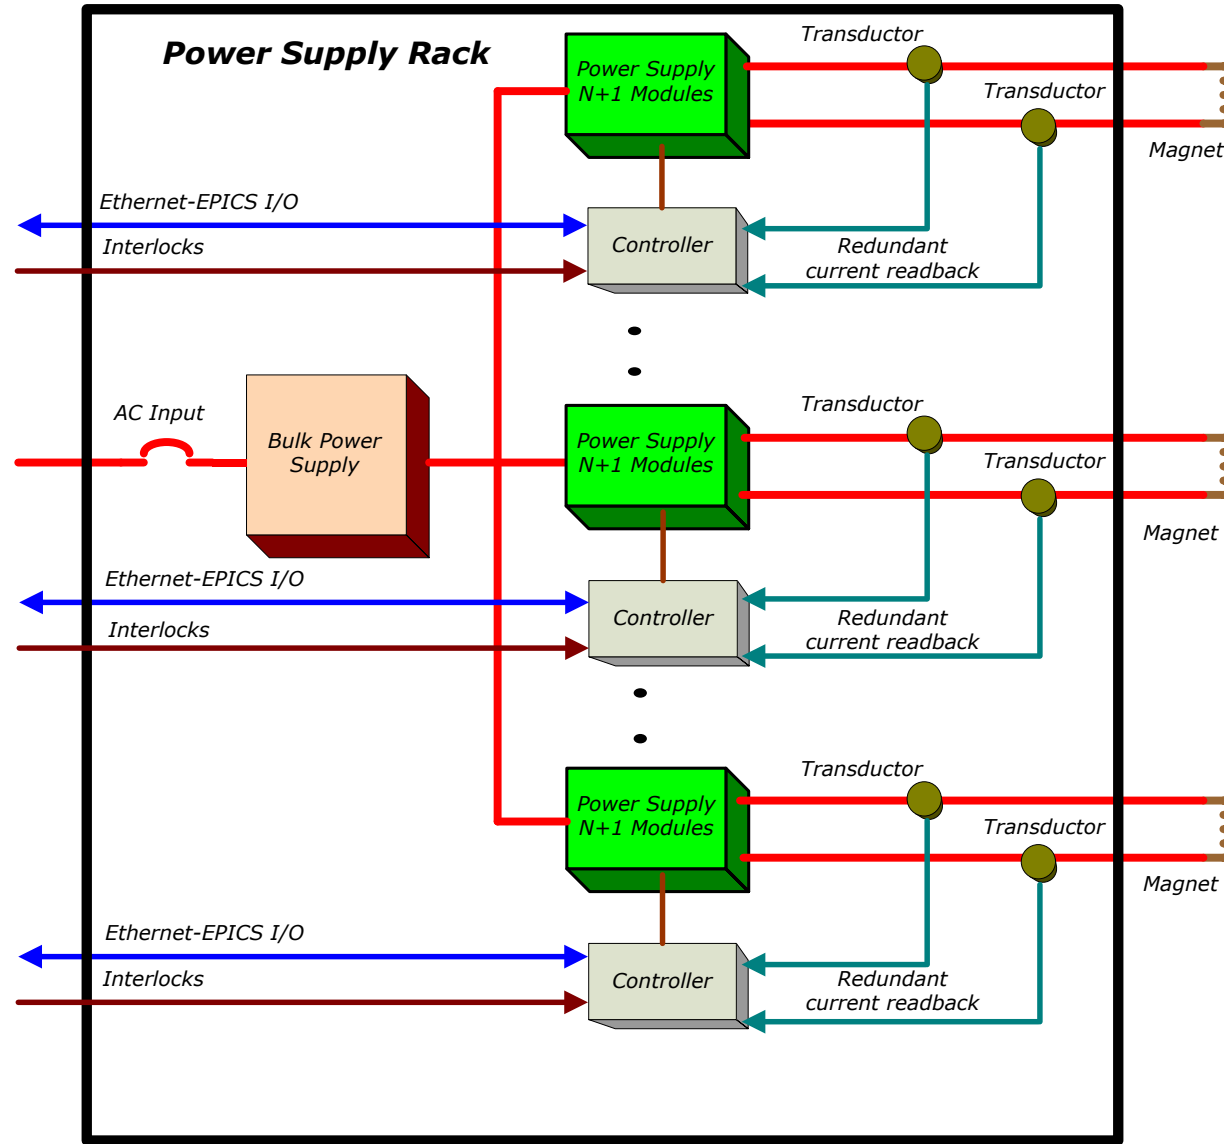 Power Supply Rack
Transductor
Power Supply
N+1 Modules
Transductor
Magnet
Ethernet-EPICS I/O
Interlocks
Controller
Redundant
current readback
AC Input
Bulk Power
Supply
Transductor
Power Supply
N+1 Modules
Transductor
Magnet
Ethernet-EPICS I/O
Interlocks
Controller
Redundant
current readback
Transductor
Power Supply
N+1 Modules
Transductor
Magnet
Ethernet-EPICS I/O
Interlocks
Controller
Redundant
current readback